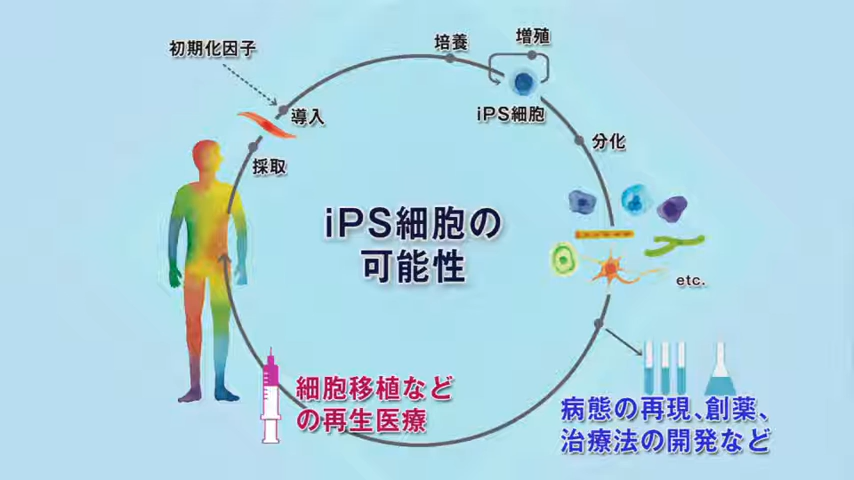 初期化因子
導入
採取
培養
増殖
iPS細胞
分化
etc.
iPS細胞の
可能性
細胞移植など
の再生医療
病態の再現、創薬、
治療法の開発など